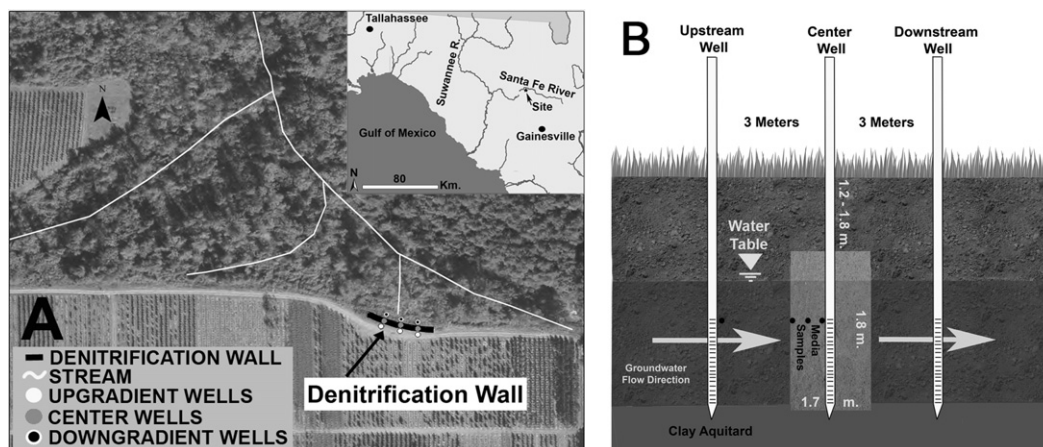 A
N
Tallahassee
Suwannee R.
Santa Fe River
Site
Gainesville
Gulf of Mexico
N
80
Km.
DENITRIFICATION WALL
STREAM
UPGRADIENT WELLS
CENTER WELLS
DOWNGRADIENT WELLS
Denitrification Wall
B
Upstream
Well
Center
Well
Downstream
Well
3 Meters
3 Meters
1.2 - 1.8 m.
Water
Table
Media
Samples
1.8 m.
Groundwater
Flow Direction
1.7 m.
Clay Aquitard